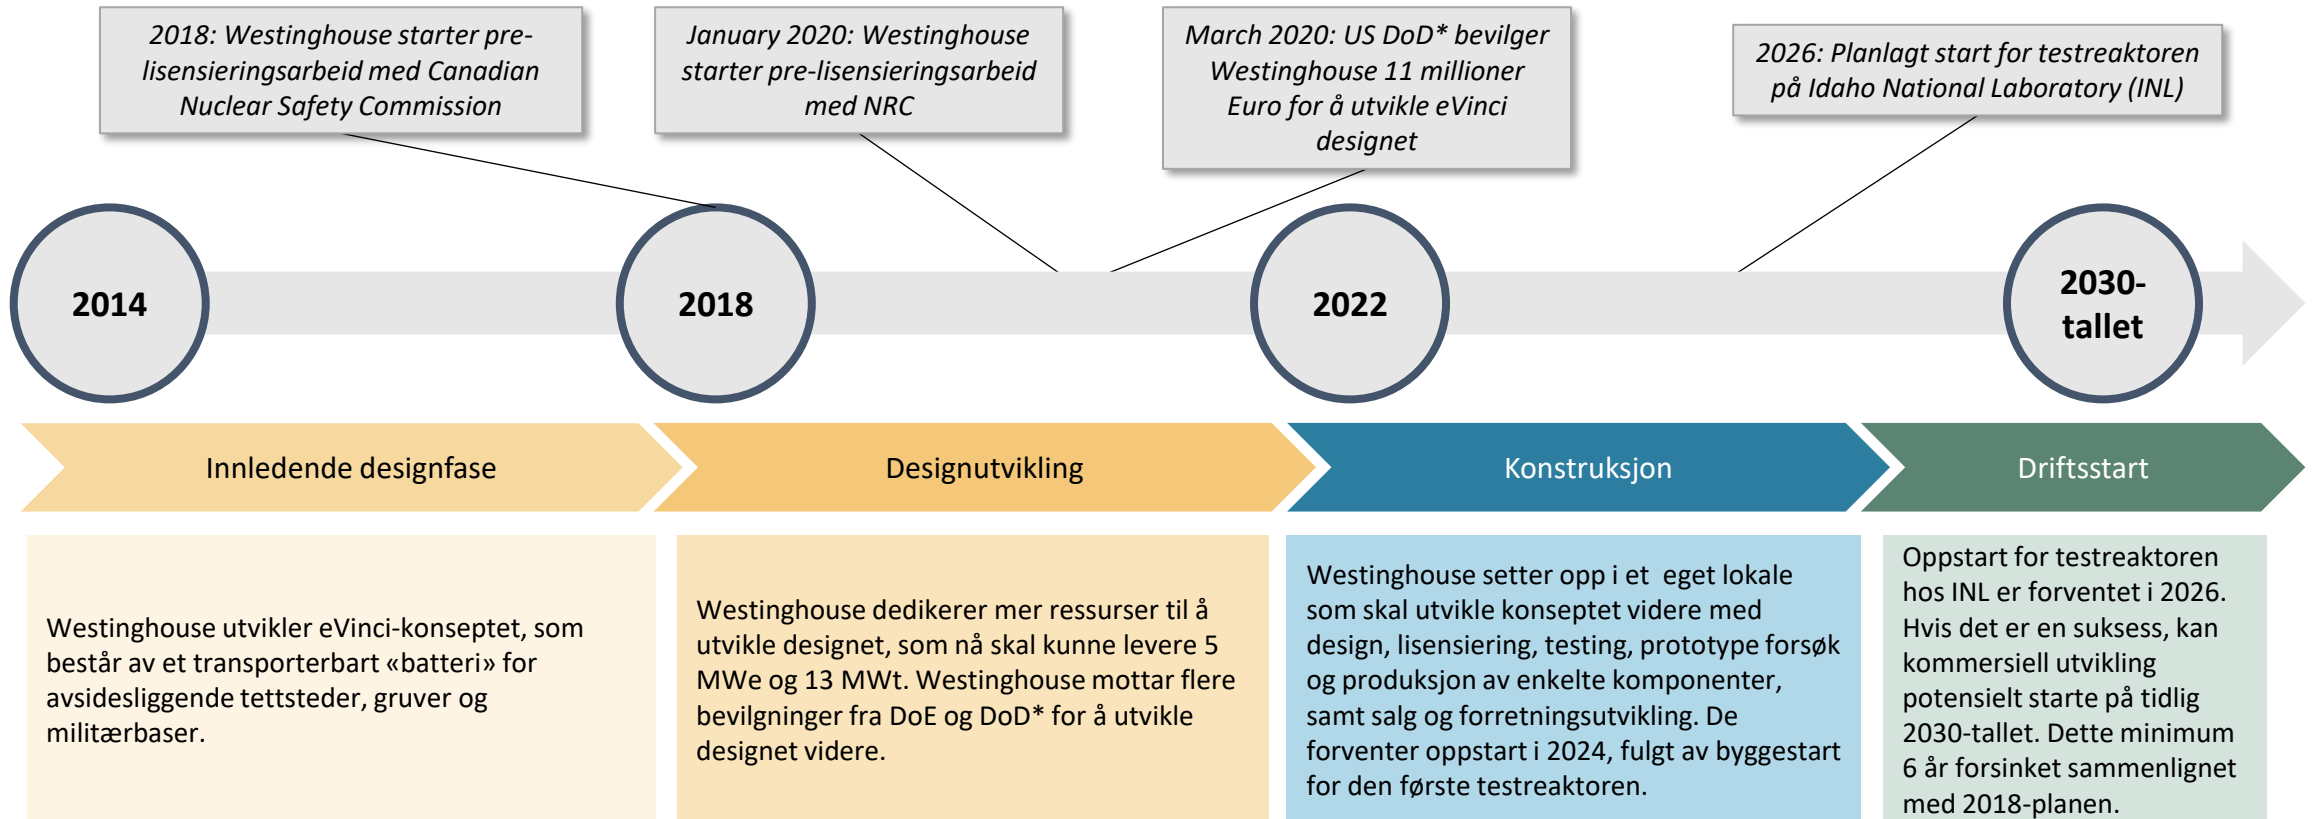 2018: Westinghouse starter pre-
lisensieringsarbeid med Canadian
Nuclear Safety Commission
January 2020: Westinghouse
starter pre-lisensieringsarbeid
med NRC
March 2020: US DoD* bevilger
Westinghouse 11 millioner
Euro for å utvikle eVinci
designet
2026: Planlagt start for testreaktoren
på Idaho National Laboratory (INL)
2014
2018
2022
2030-
tallet
Innledende designfase
Designutvikling
Konstruksjon
Driftsstart
Westinghouse utvikler eVinci-konseptet, som
består av et transporterbart «batteri» for
avsidesliggende tettsteder, gruver og
militærbaser.
Westinghouse dedikerer mer ressurser til å
utvikle designet, som nå skal kunne levere 5
MWe og 13 MWt. Westinghouse mottar flere
bevilgninger fra DoE og DoD* for å utvikle
designet videre.
Westinghouse setter opp i et eget lokale
som skal utvikle konseptet videre med
design, lisensiering, testing, prototype forsøk
og produksjon av enkelte komponenter,
samt salg og forretningsutvikling. De
forventer oppstart i 2024, fulgt av byggestart
for den første testreaktoren.
Oppstart for testreaktoren
hos INL er forventet i 2026.
Hvis det er en suksess, kan
kommersiell utvikling
potensielt starte på tidlig
2030-tallet. Dette minimum
6 år forsinket sammenlignet
med 2018-planen.